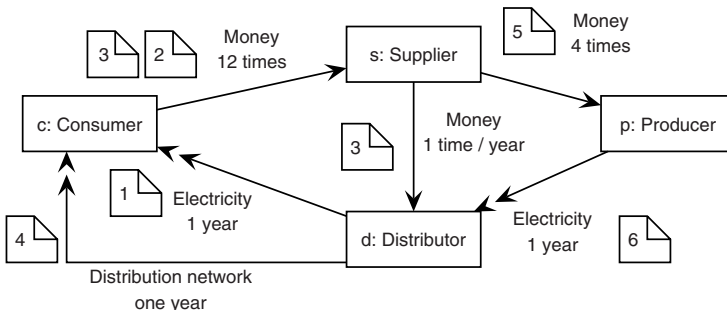 5
Money
4 times
3
2
Money
12 times
s: Supplier
c: Consumer
3
Money
1 time / year
p: Producer
1
Electricity
1 year
4
d: Distributor
Electricity
1 year
6
Distribution network
one year